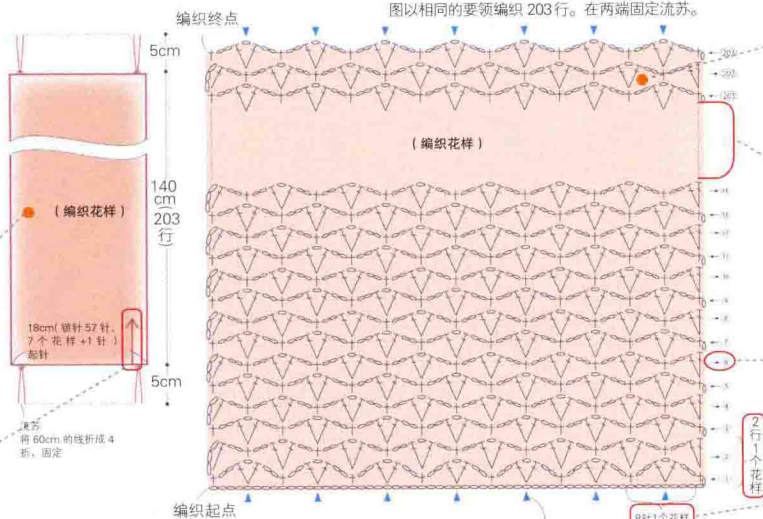 图以相同的要领编织 203 行。在两端固定流苏。
编织终点
5cm
(编织花样)
(编织花样)
140
cm
(203
行)
18cm(锁针 57 针、
7 个花样 +1 针)
起针
5cm
流苏
将 60cm 的线折成 4
折，固定
2
行
1
个
花
样
编织起点
8针1个花样